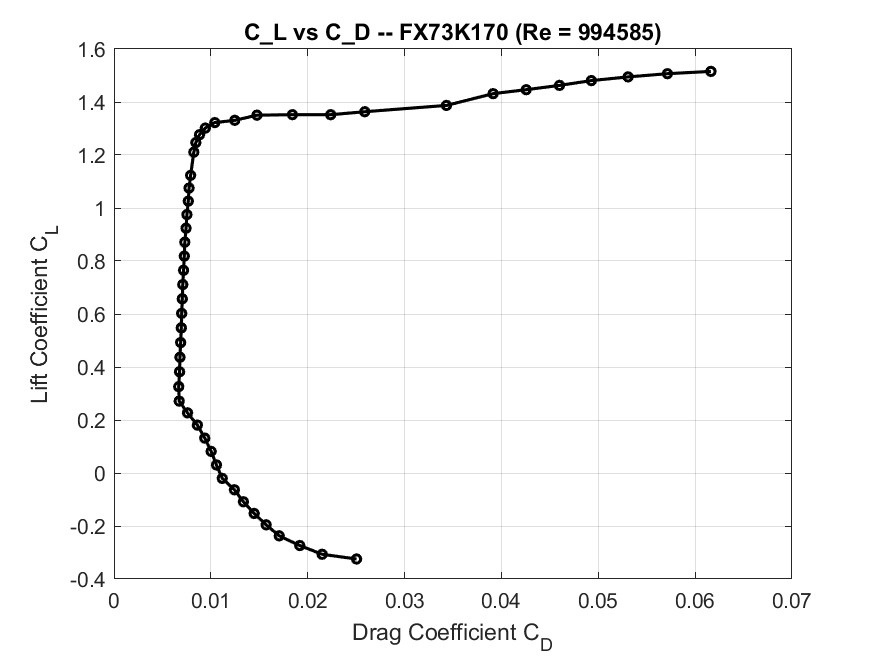 C_L vs C_D -- FX73K170 (Re = 994585)
1.6
1.4
1.2
1
0.8
0.6
0.4
0.2
0
-0.2
-0.4
Lift Coefficient C_L
0 0.01 0.02 0.03 0.04 0.05 0.06 0.07
Drag Coefficient C_D